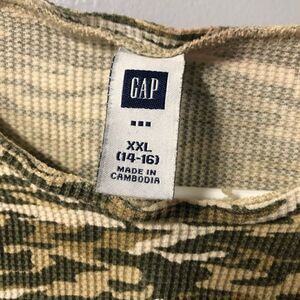 GAP
XXL
(14-16)
MADE IN
CAMBODIA